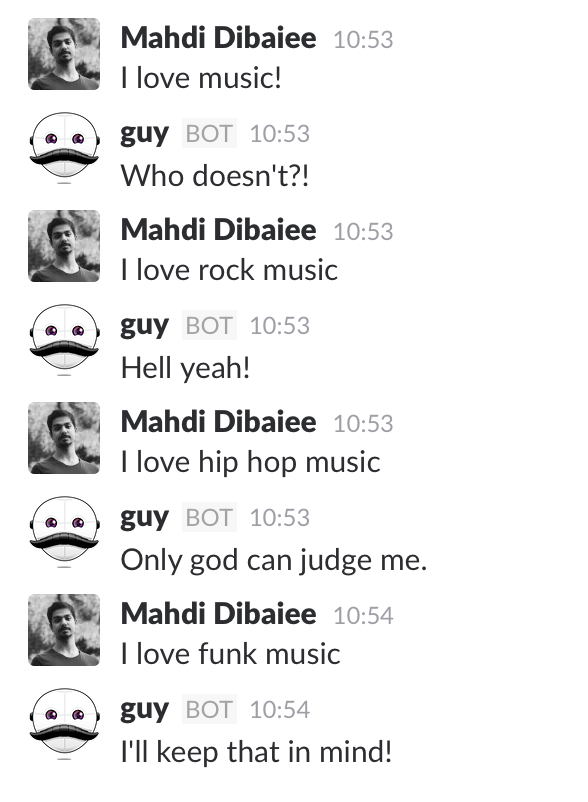 Mahdi Dibaiee 10:53
I love music!
guy BOT 10:53
Who doesn't?!
Mahdi Dibaiee 10:53
I love rock music
guy BOT 10:53
Hell yeah!
Mahdi Dibaiee 10:53
I love hip hop music
guy BOT 10:53
Only god can judge me.
Mahdi Dibaiee 10:54
I love funk music
guy BOT 10:54
I'll keep that in mind!